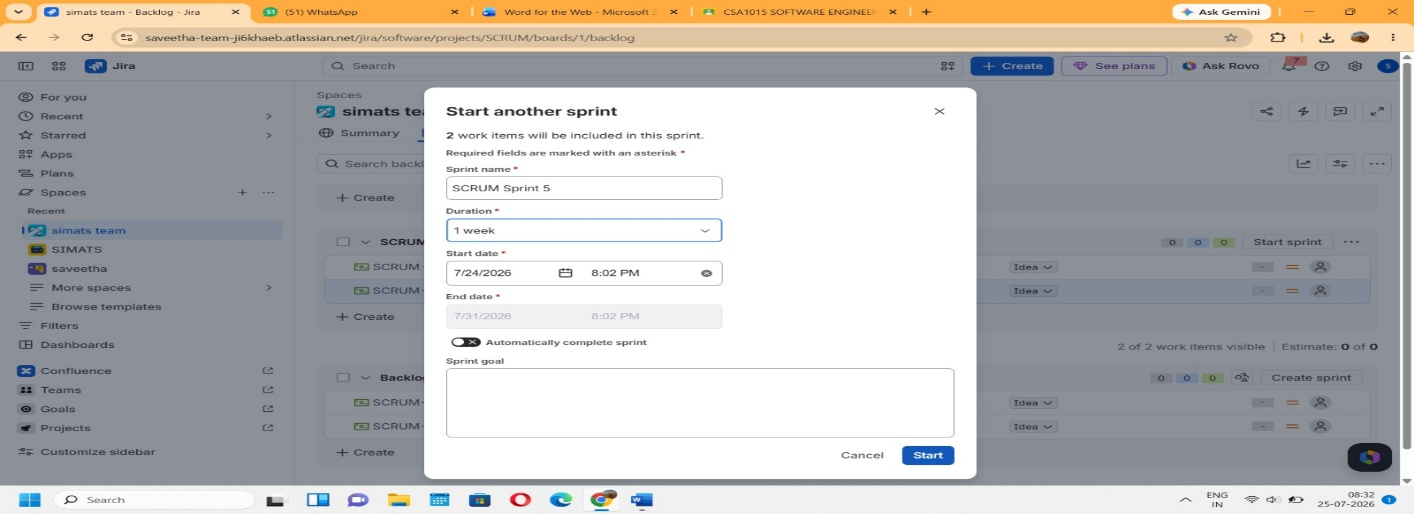 simats team - Backlog - Jira
(51) WhatsApp
Word for the Web - Microsoft 3
CSA1015 SOFTWARE ENGINEER
Ask Gemini
saveetha-team-ji6khaeb.atlassian.net/jira/software/projects/SCRUM/boards/1/backlog
Jira
Search
+ Create
See plans
Ask Rovo
7
S
For you
Recent
Starred
Apps
Plans
Spaces
Recent
simats team
SIMATS
saveetha
More spaces
Browse templates
Filters
Dashboards
Confluence
Teams
Goals
Projects
Customize sidebar
Spaces
simats te
Summary
Search backl
+ Create
SCRUM
0 0 0 Start sprint
SCRUM- Idea -
SCRUM- Idea -
+ Create
2 of 2 work items visible Estimate: 0 of 0
Backlo
0 0 0 Create sprint
SCRUM- Idea -
SCRUM- Idea -
+ Create
Start another sprint
2 work items will be included in this sprint.
Required fields are marked with an asterisk *
Sprint name *
SCRUM Sprint 5
Duration *
1 week
Start date *
7/24/2026 8:02 PM
End date *
7/31/2026 8:02 PM
Automatically complete sprint
Sprint goal
Cancel
Start
Search
ENG
IN
08:32
25-07-2026
1